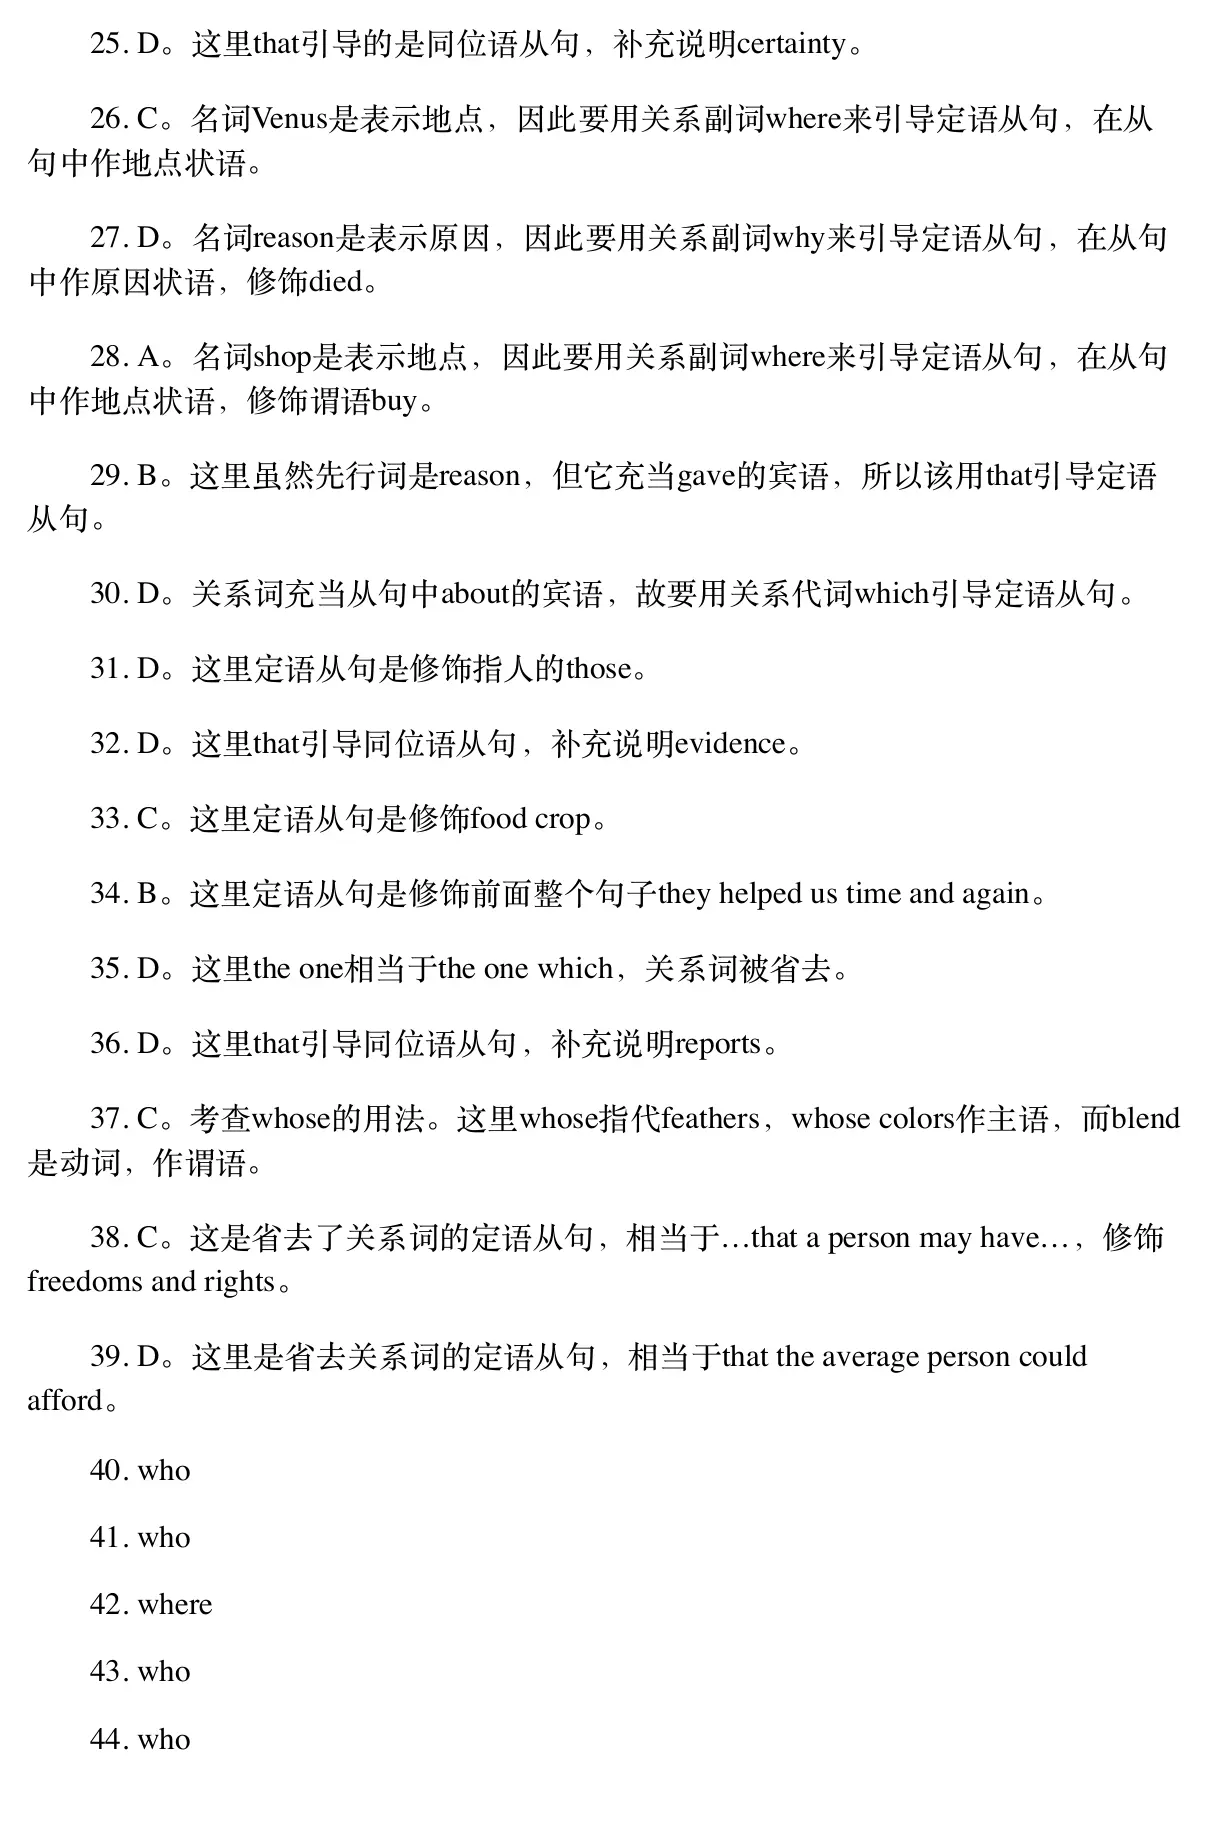 25. D。这里that引导的是同位语从句，补充说明certainty。
26. C。名词Venus是表示地点，因此要用关系副词where来引导定语从句，在从
句中作地点状语。
27. D。名词reason是表示原因，因此要用关系副词why来引导定语从句，在从句
中作原因状语，修饰died。
28. A。名词shop是表示地点，因此要用关系副词where来引导定语从句，在从句
中作地点状语，修饰谓语buy。
29. B。这里虽然先行词是reason，但它充当gave的宾语，所以该用that引导定语
从句。
30. D。关系词充当从句中about的宾语，故要用关系代词which引导定语从句。
31. D。这里定语从句是修饰指人的those。
32. D。这里that引导同位语从句，补充说明evidence。
33. C。这里定语从句是修饰food crop。
34. B。这里定语从句是修饰前面整个句子they helped us time and again。
35. D。这里the one相当于the one which，关系词被省去。
36. D。这里that引导同位语从句，补充说明reports。
37. C。考查whose的用法。这里whose指代feathers，whose colors作主语，而blend
是动词，作谓语。
38. C。这是省去了关系词的定语从句，相当于…that a person may have…，修饰
freedoms and rights。
39. D。这里是省去关系词的定语从句，相当于that the average person could
afford。
40. who
41. who
42. where
43. who
44. who